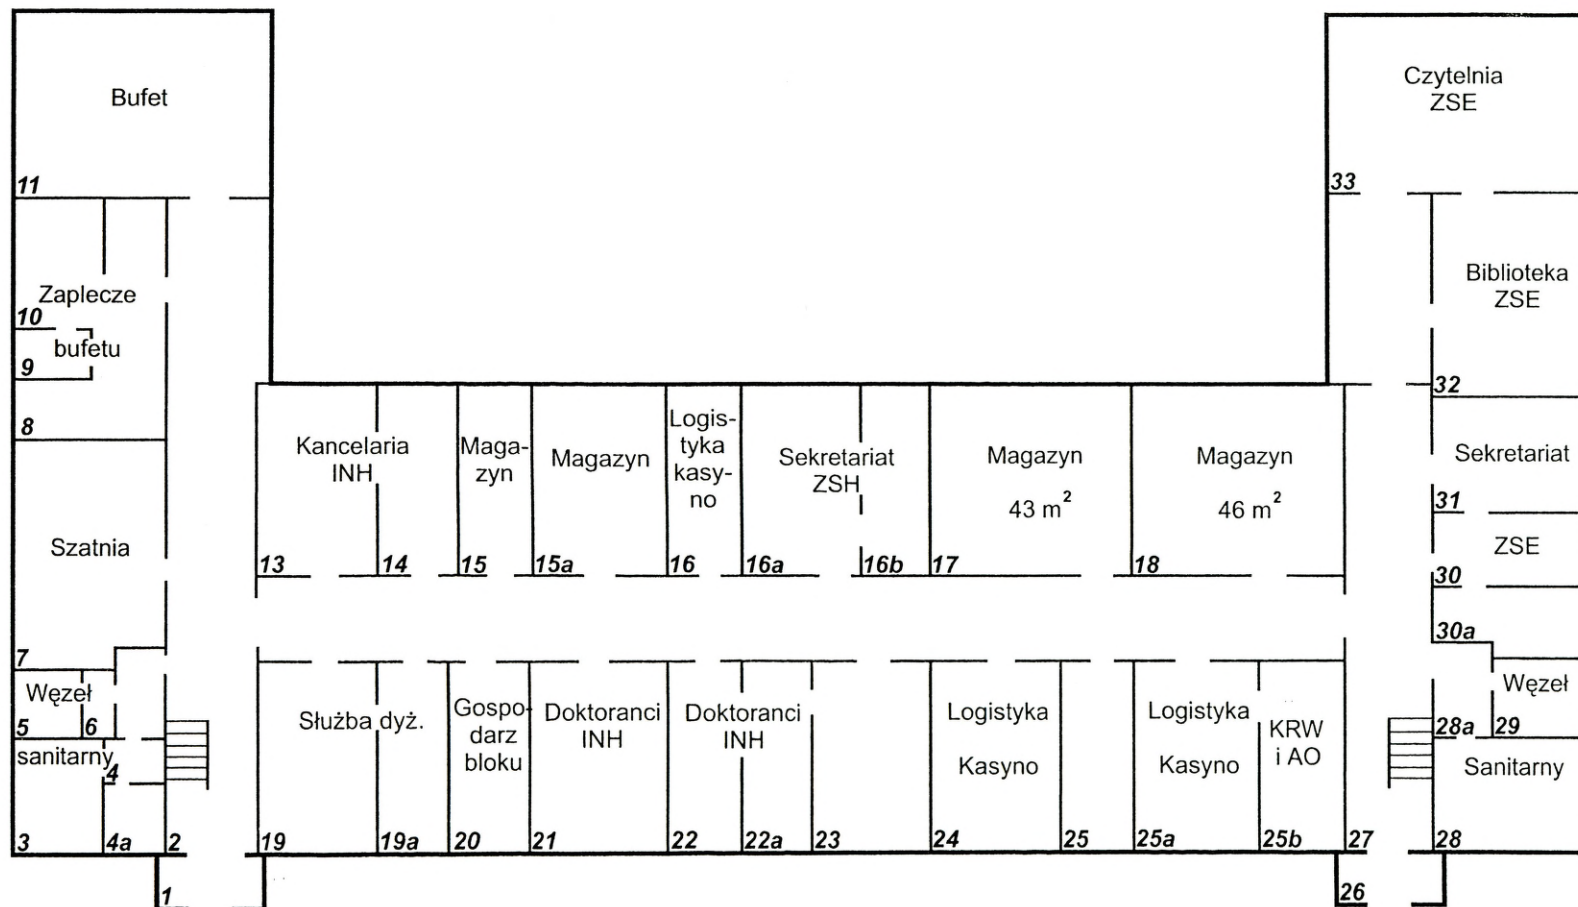 Bufet
11
Zaplecze
10
bufetu
9
8
Szatnia
7
Węzeł
5
6
sanitarny
4
3
4a
2
1
Kancelaria
INH
13
14
Maga-
zyn
15
Magazyn
15a
Logis-
tyka
kasy-
no
16
Sekretariat
ZSH
16a
16b
Magazyn
43 m²
17
Magazyn
46 m²
18
Służba dyż.
19
19a
Gospo-
darz
bloku
20
Doktoranci
INH
21
Doktoranci
INH
22
22a
23
Logistyka
Kasyno
24
25
Logistyka
Kasyno
25a
KRW
i AO
25b
27
26
Czytelnia
ZSE
33
Biblioteka
ZSE
32
Sekretariat
31
ZSE
30
30a
Węzeł
28a
29
Sanitarny
28